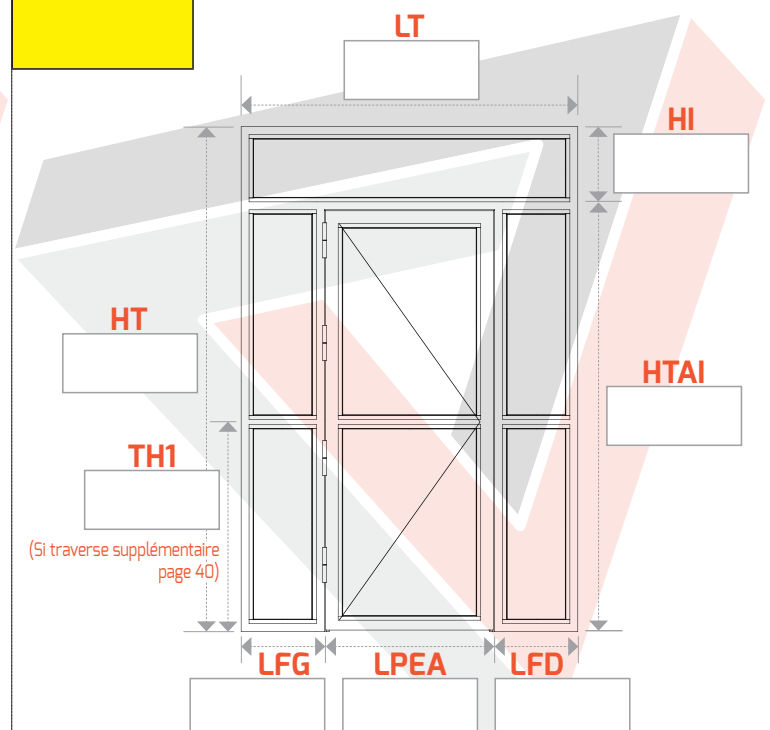 LT
HI
HT
HTAI
TH1
(Si traverse supplémentaire
page 40)
LFG
LPEA
LFD